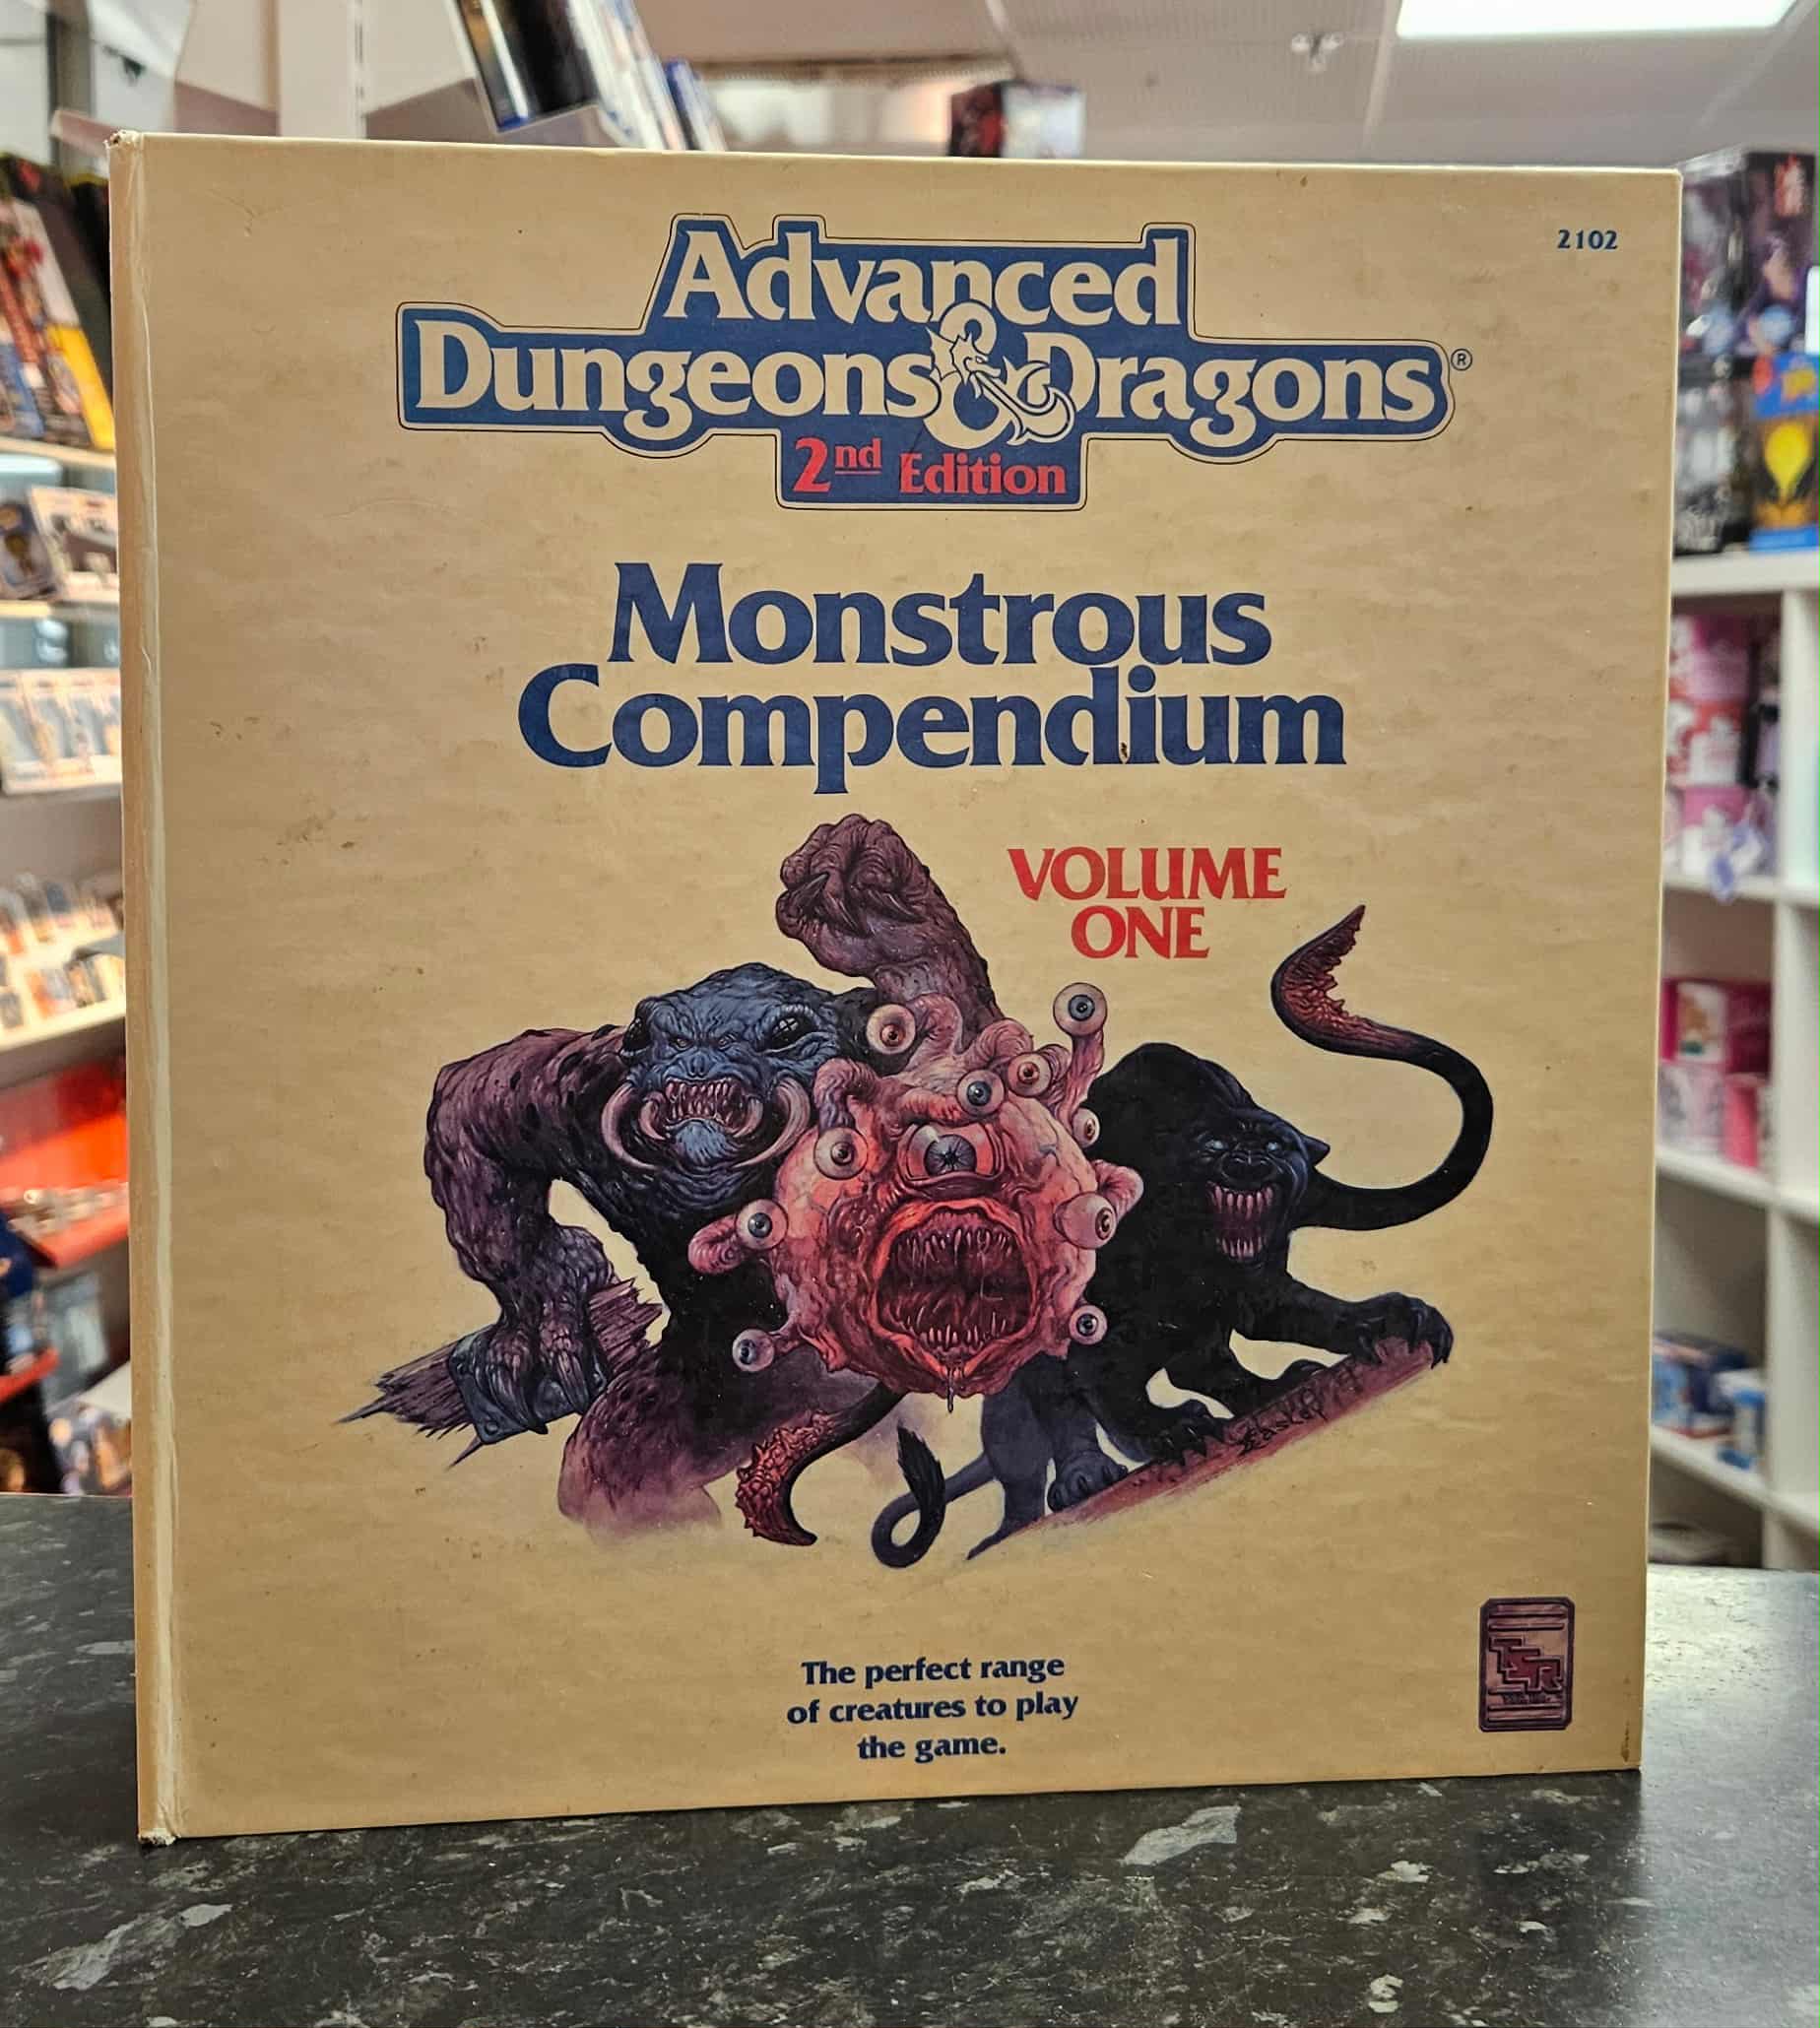 2102
Advanced
Dungeons & Dragons®
2nd Edition
Monstrous
Compendium
VOLUME
ONE
The perfect range
of creatures to play
the game.
TSR